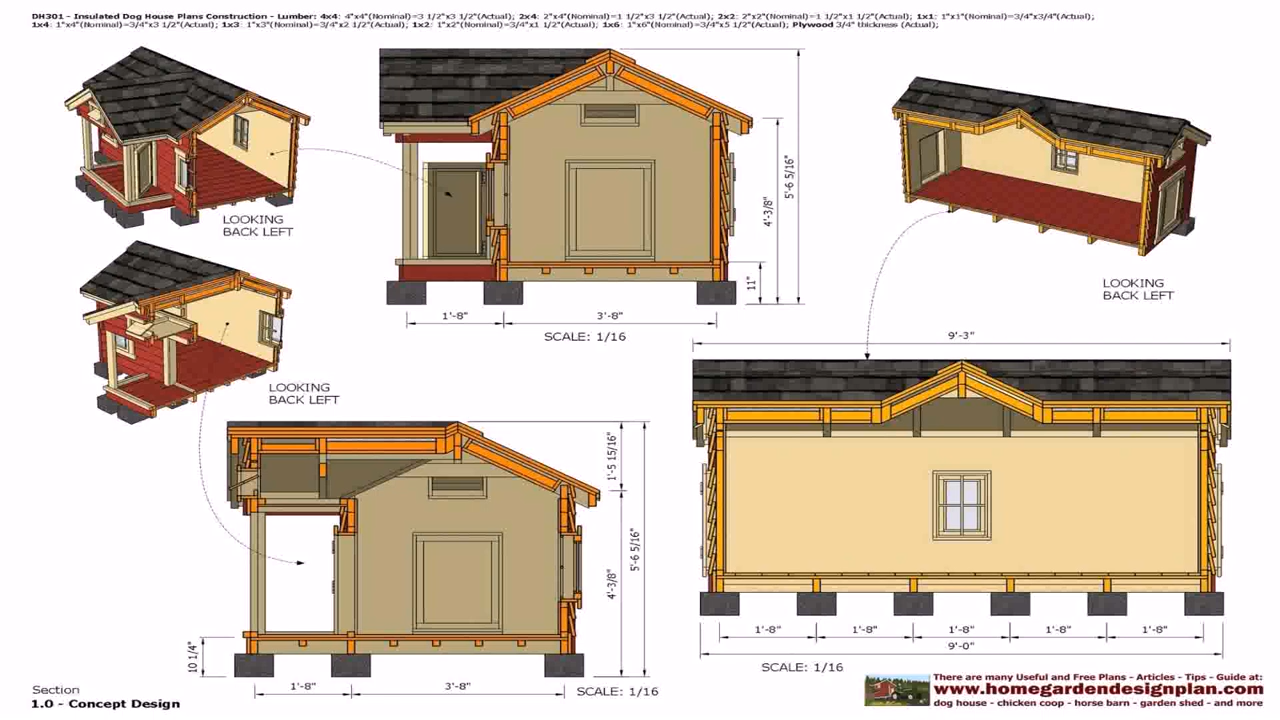 DH301 - Insulated Dog House Plans Construction - Lumber: 4x4: 4"x4"(Nominal)=3 1/2"x3 1/2"(Actual); 2x4: 2"x4"(Nominal)=1 1/2"x3 1/2"(Actual); 2x2: 2"x2"(Nominal)=1 1/2"x1 1/2"(Actual); 1x1: 1"x1"(Nominal)=3/4"x3/4"(Actual);
1x4: 1"x4"(Nominal)=3/4"x3 1/2"(Actual); 1x3: 1"x3"(Nominal)=3/4"x2 1/2"(Actual); 1x2: 1"x2"(Nominal)=3/4"x1 1/2"(Actual); 1x6: 1"x6"(Nominal)=3/4"x5 1/2"(Actual); Plywood 3/4" thickness (Actual);
LOOKING
BACK LEFT
4'-3/8"
5'-6 5/16"
11"
1'-8"
3'-8"
SCALE: 1/16
LOOKING
BACK LEFT
LOOKING
BACK LEFT
9'-3"
1'-5 15/16"
5'-6 5/16"
4'-3/8"
10 1/4"
1'-8"
3'-8"
SCALE: 1/16
1'-8"
1'-8"
1'-8"
1'-8"
1'-8"
9'-0"
SCALE: 1/16
Section
1.0 - Concept Design
There are many Useful and Free Plans - Articles - Tips - Guide at:
www.homegardendesignplan.com
dog house - chicken coop - horse barn - garden shed - and more